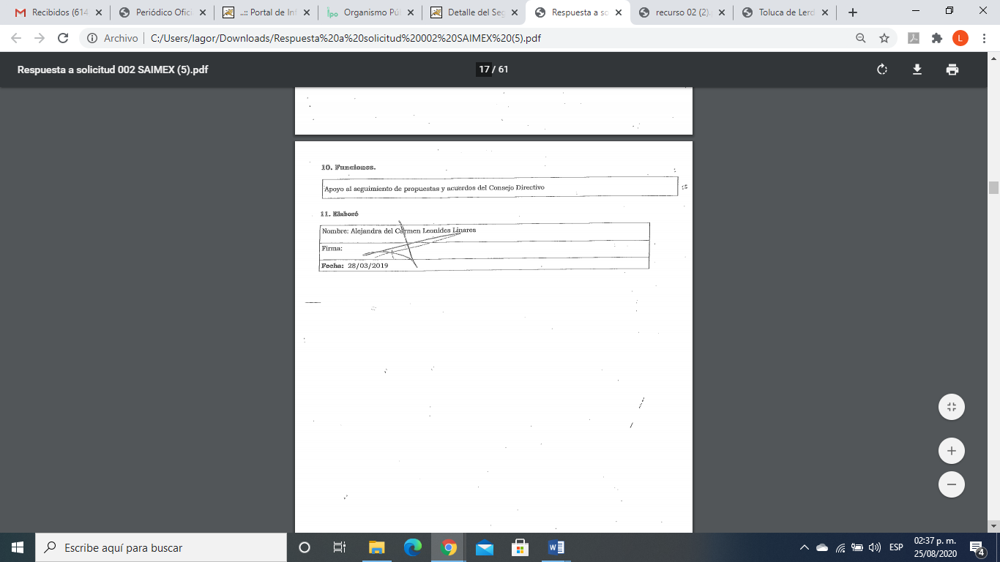 Recibidos (614
Periódico Ofici
..:: Portal de Inf
ipo
Organismo Púl
Detalle del Seg
Respuesta a so
recurso 02 (2).
Toluca de Lerd
Archivo
C:/Users/lagor/Downloads/Respuesta%20a%20solicitud%20002%20SAIMEX%20(5).pdf
L
Respuesta a solicitud 002 SAIMEX (5).pdf
17 / 61
10. Funciones.
Apoyo al seguimiento de propuestas y acuerdos del Consejo Directivo
11. Elaboró
Nombre: Alejandra del Carmen Leonides Linares
Firma:
Fecha: 28/03/2019
Escribe aquí para buscar
ESP
02:37 p. m.
25/08/2020
4